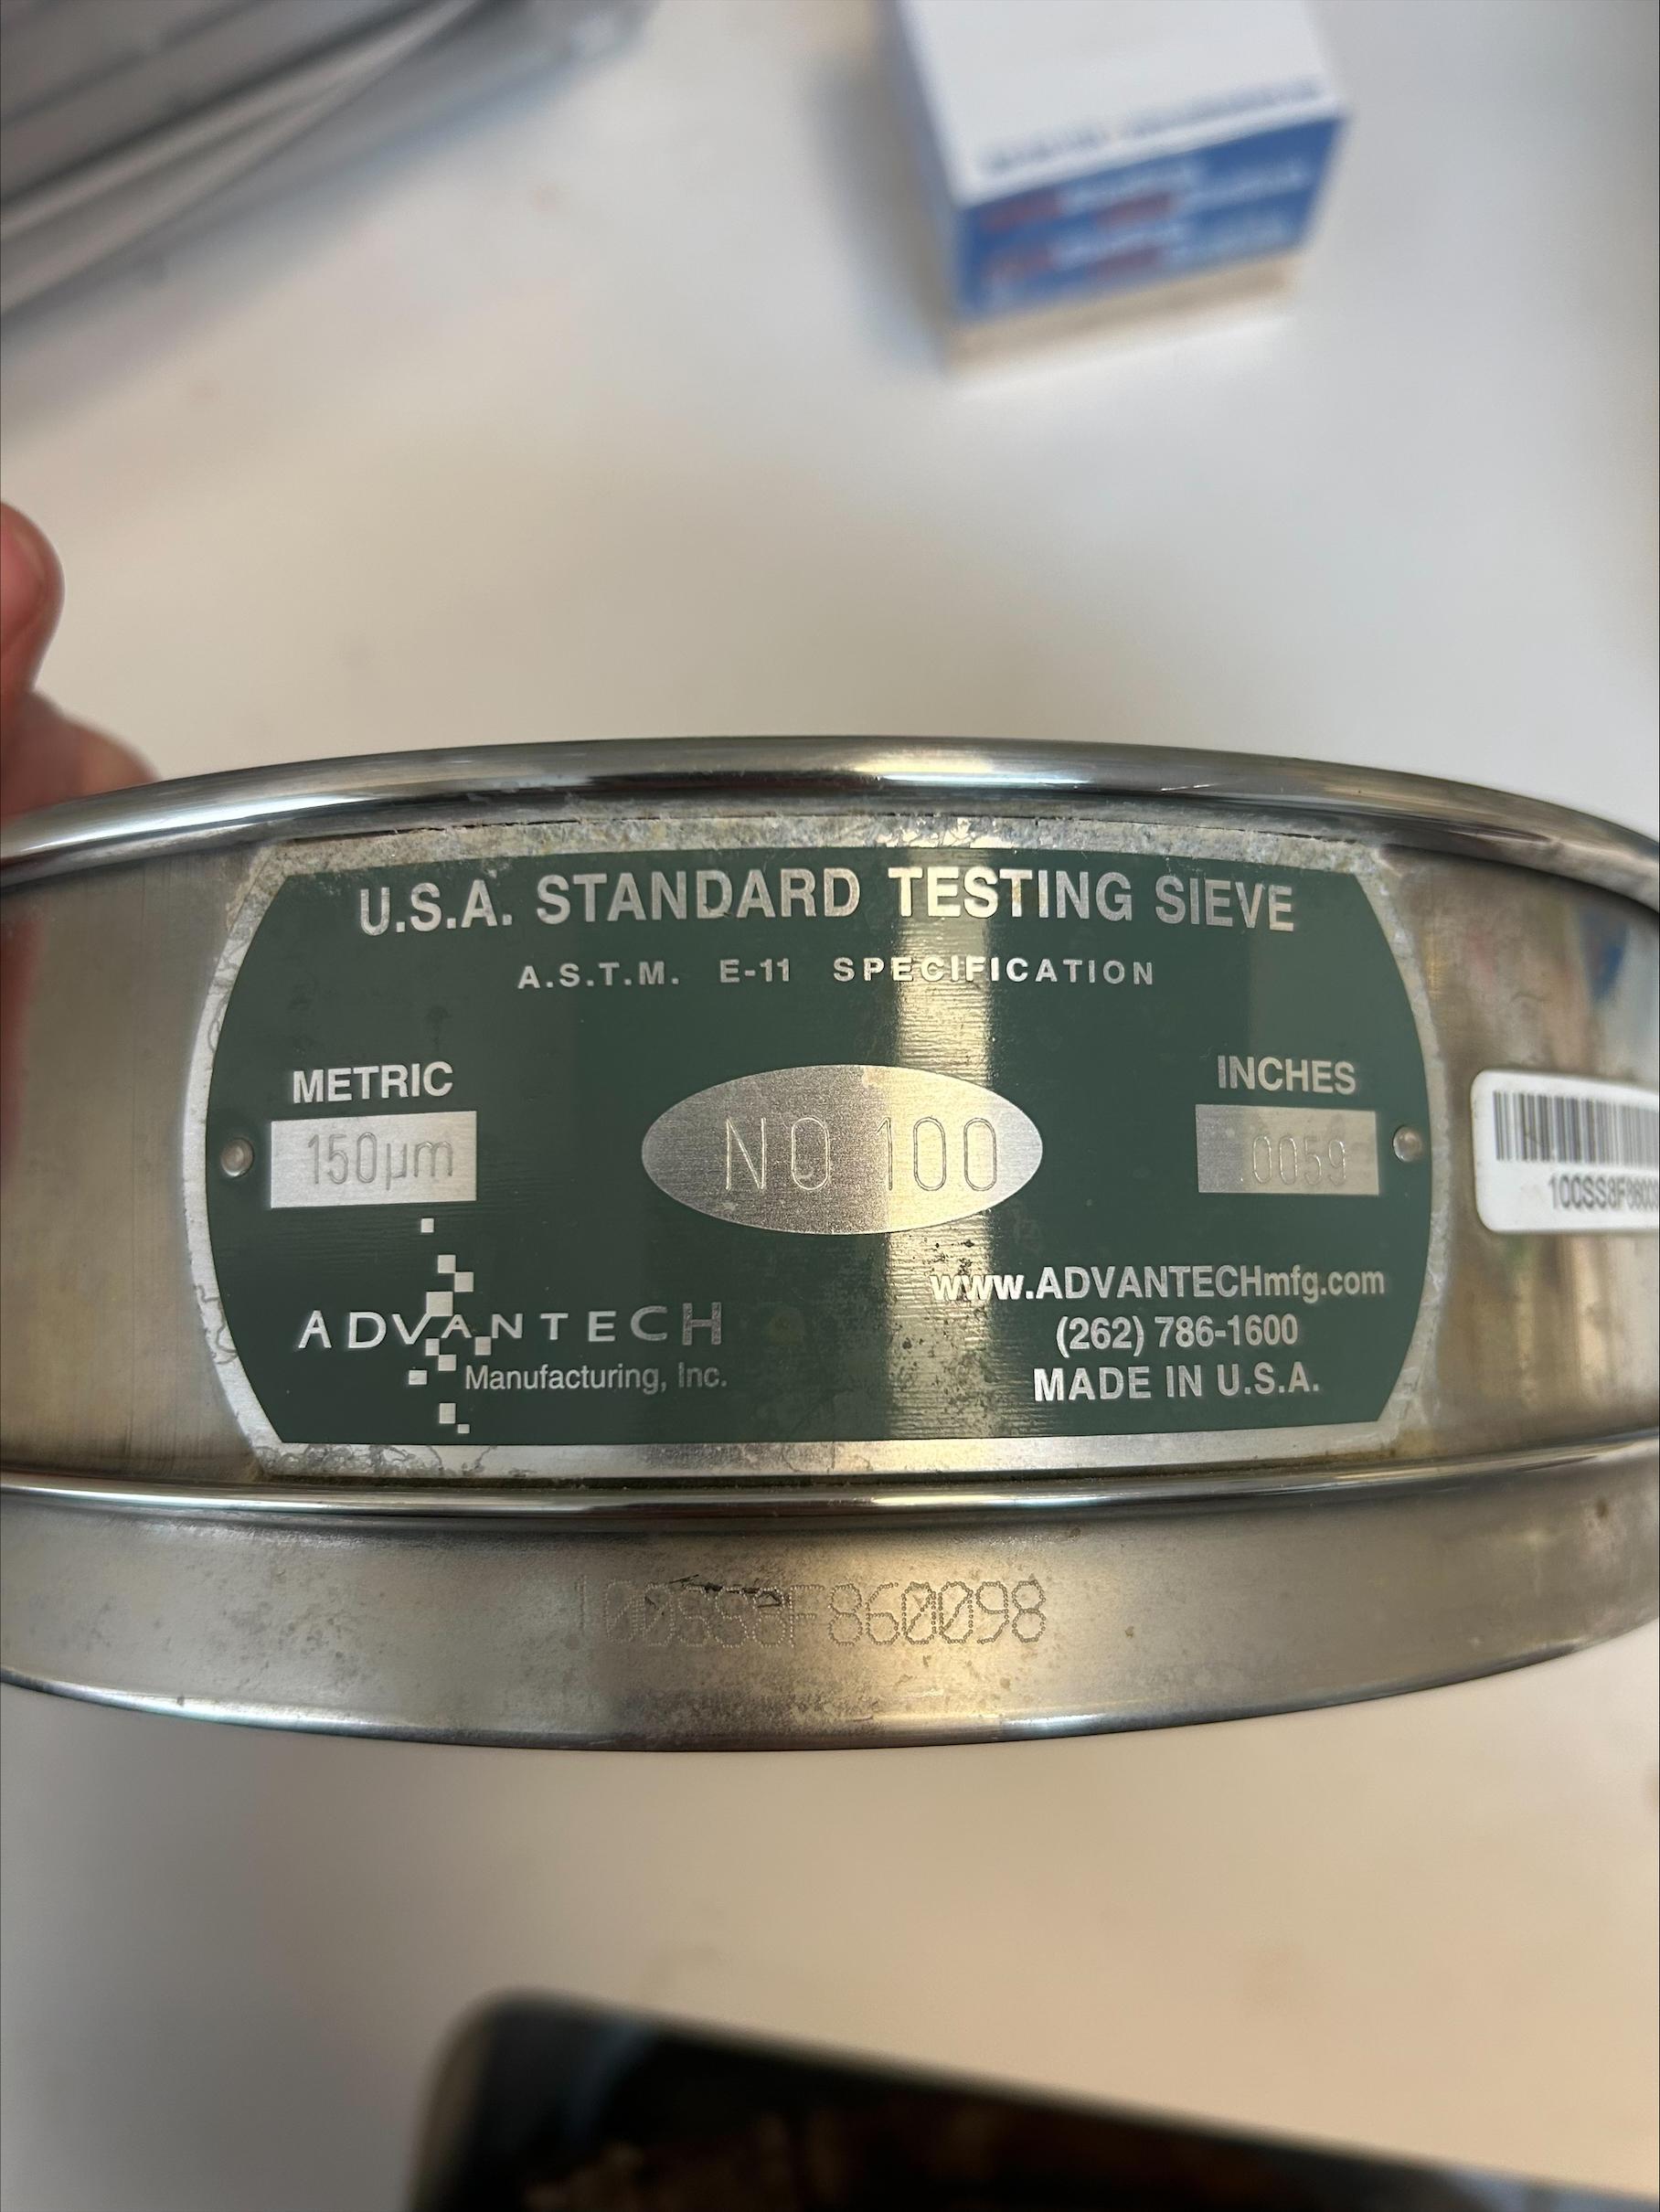 U.S.A. STANDARD TESTING SIEVE
A.S.T.M. E-11 SPECIFICATION
METRIC
INCHES
150µm
NO 100
0059
www.ADVANTECHmfg.com
ADVANTECH
(262) 786-1600
Manufacturing, Inc.
MADE IN U.S.A.
100SS8F860098